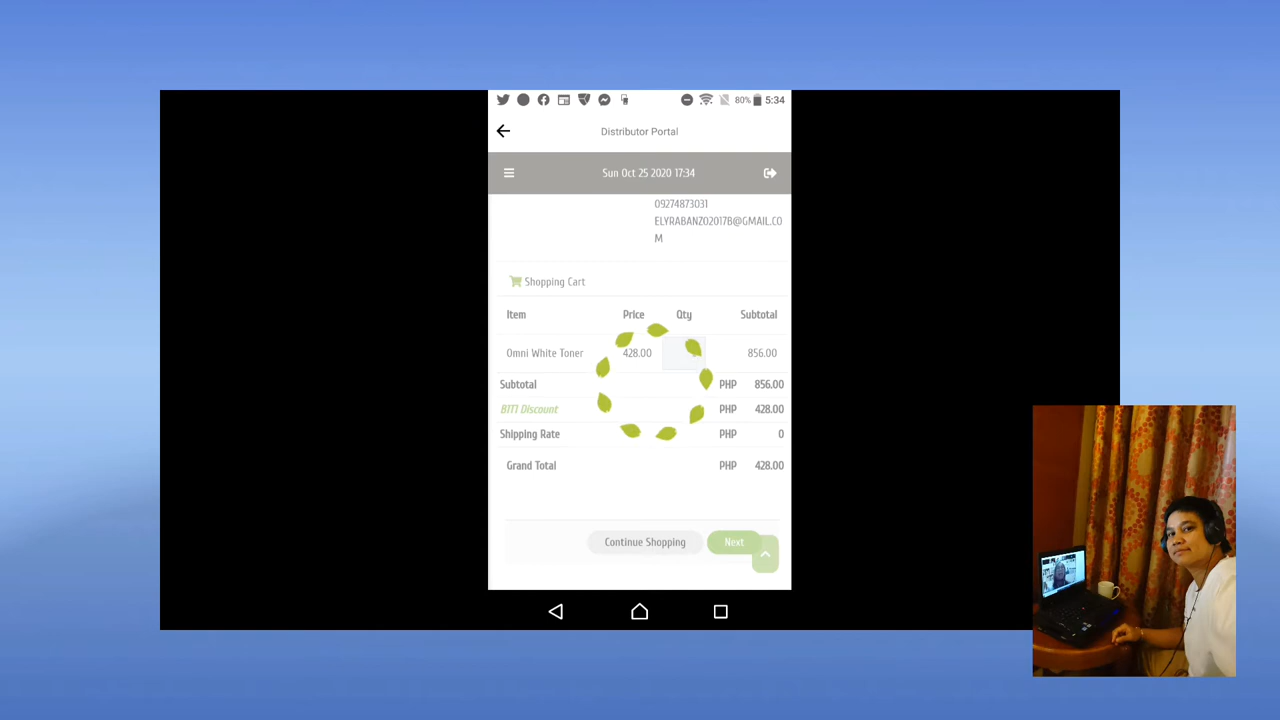 80% 5:34
Distributor Portal
Sun Oct 25 2020 17:34
09274873031
ELYRABANZO2017B@GMAIL.CO
M
Shopping Cart
Item Price Qty Subtotal
Omni White Toner 428.00 856.00
Subtotal PHP 856.00
B1T1 Discount PHP 428.00
Shipping Rate PHP 0
Grand Total PHP 428.00
Continue Shopping Next